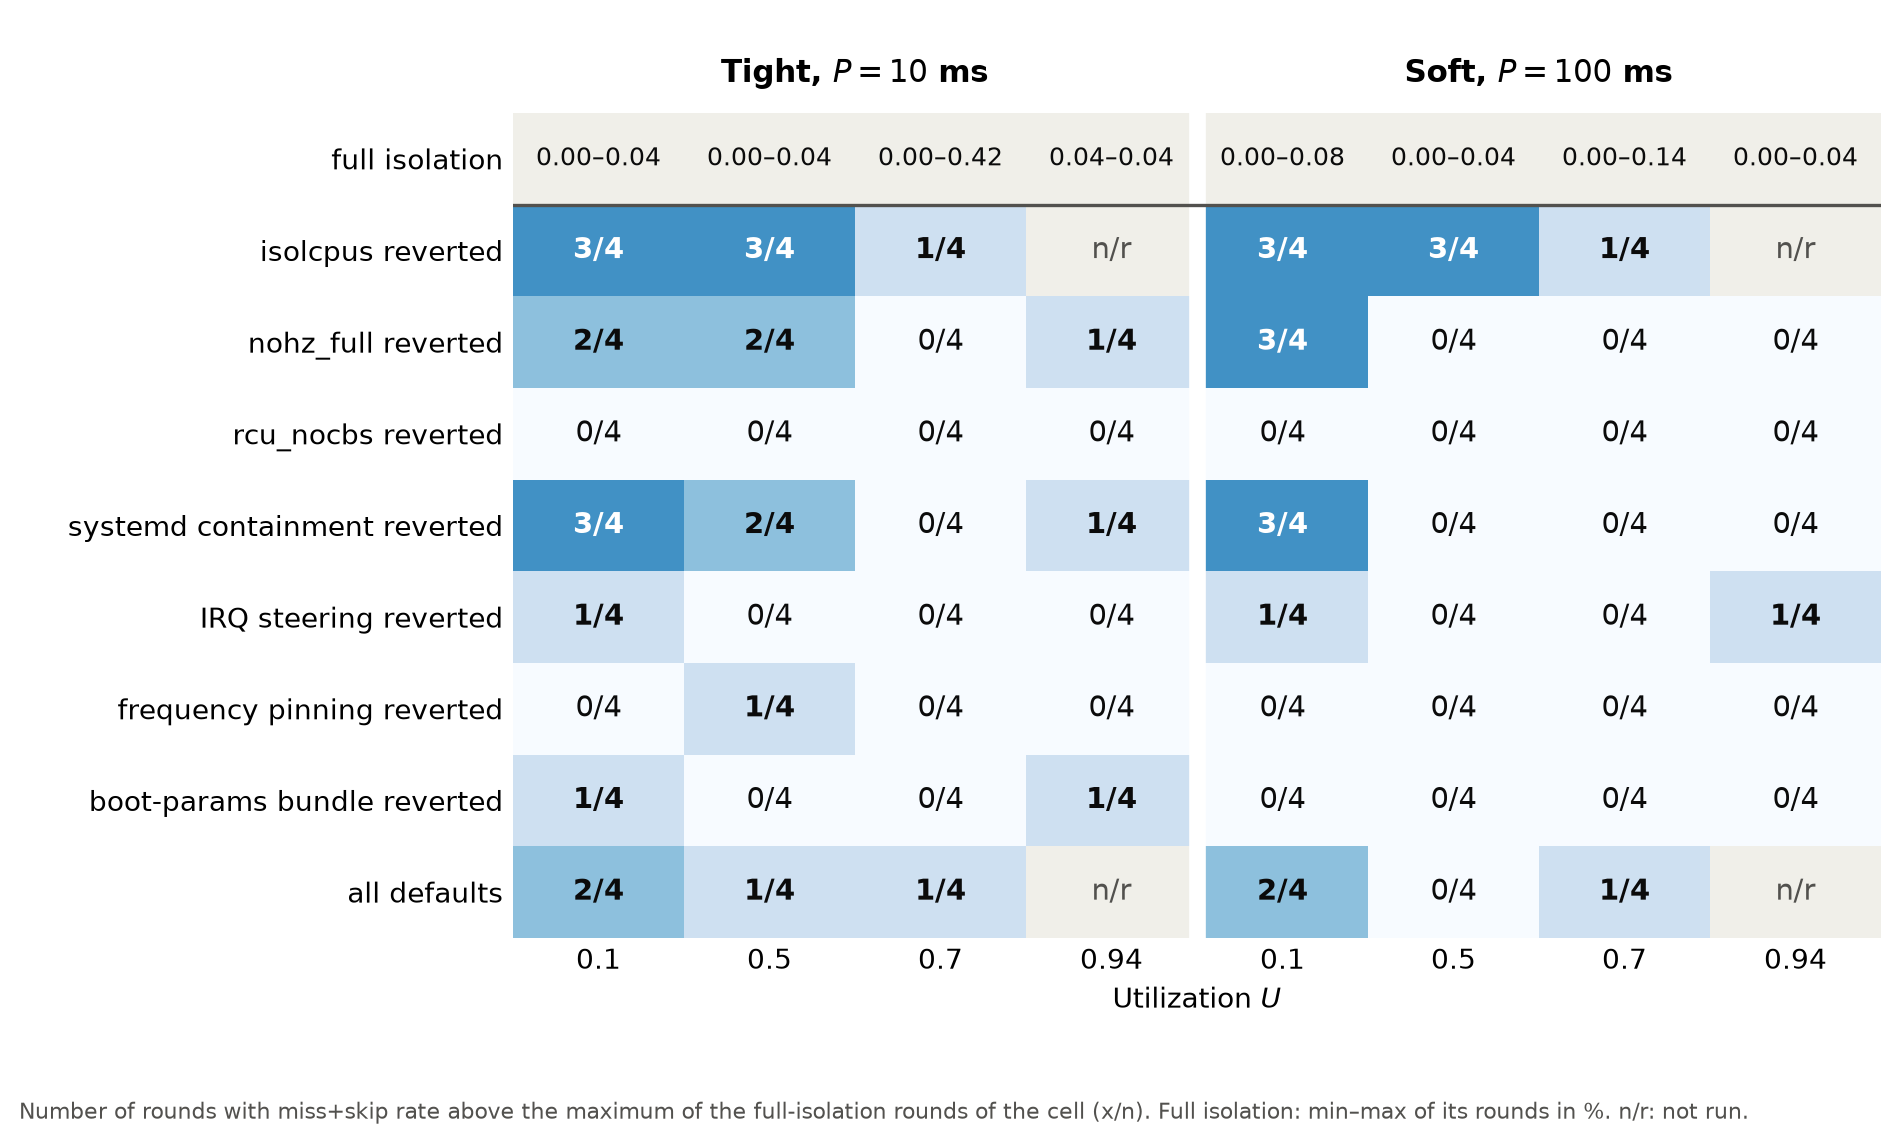 Tight, P = 10 ms Soft, P = 100 ms
full isolation 0.00–0.04 0.00–0.04 0.00–0.42 0.04–0.04 0.00–0.08 0.00–0.04 0.00–0.14 0.00–0.04
isolcpus reverted 3/4 3/4 1/4 n/r 3/4 3/4 1/4 n/r
nohz_full reverted 2/4 2/4 0/4 1/4 3/4 0/4 0/4 0/4
rcu_nocbs reverted 0/4 0/4 0/4 0/4 0/4 0/4 0/4 0/4
systemd containment reverted 3/4 2/4 0/4 1/4 3/4 0/4 0/4 0/4
IRQ steering reverted 1/4 0/4 0/4 0/4 1/4 0/4 0/4 1/4
frequency pinning reverted 0/4 1/4 0/4 0/4 0/4 0/4 0/4 0/4
boot-params bundle reverted 1/4 0/4 0/4 1/4 0/4 0/4 0/4 0/4
all defaults 2/4 1/4 1/4 n/r 2/4 0/4 1/4 n/r
0.1 0.5 0.7 0.94 0.1 0.5 0.7 0.94
Utilization U
Number of rounds with miss+skip rate above the maximum of the full-isolation rounds of the cell (x/n). Full isolation: min–max of its rounds in %. n/r: not run.